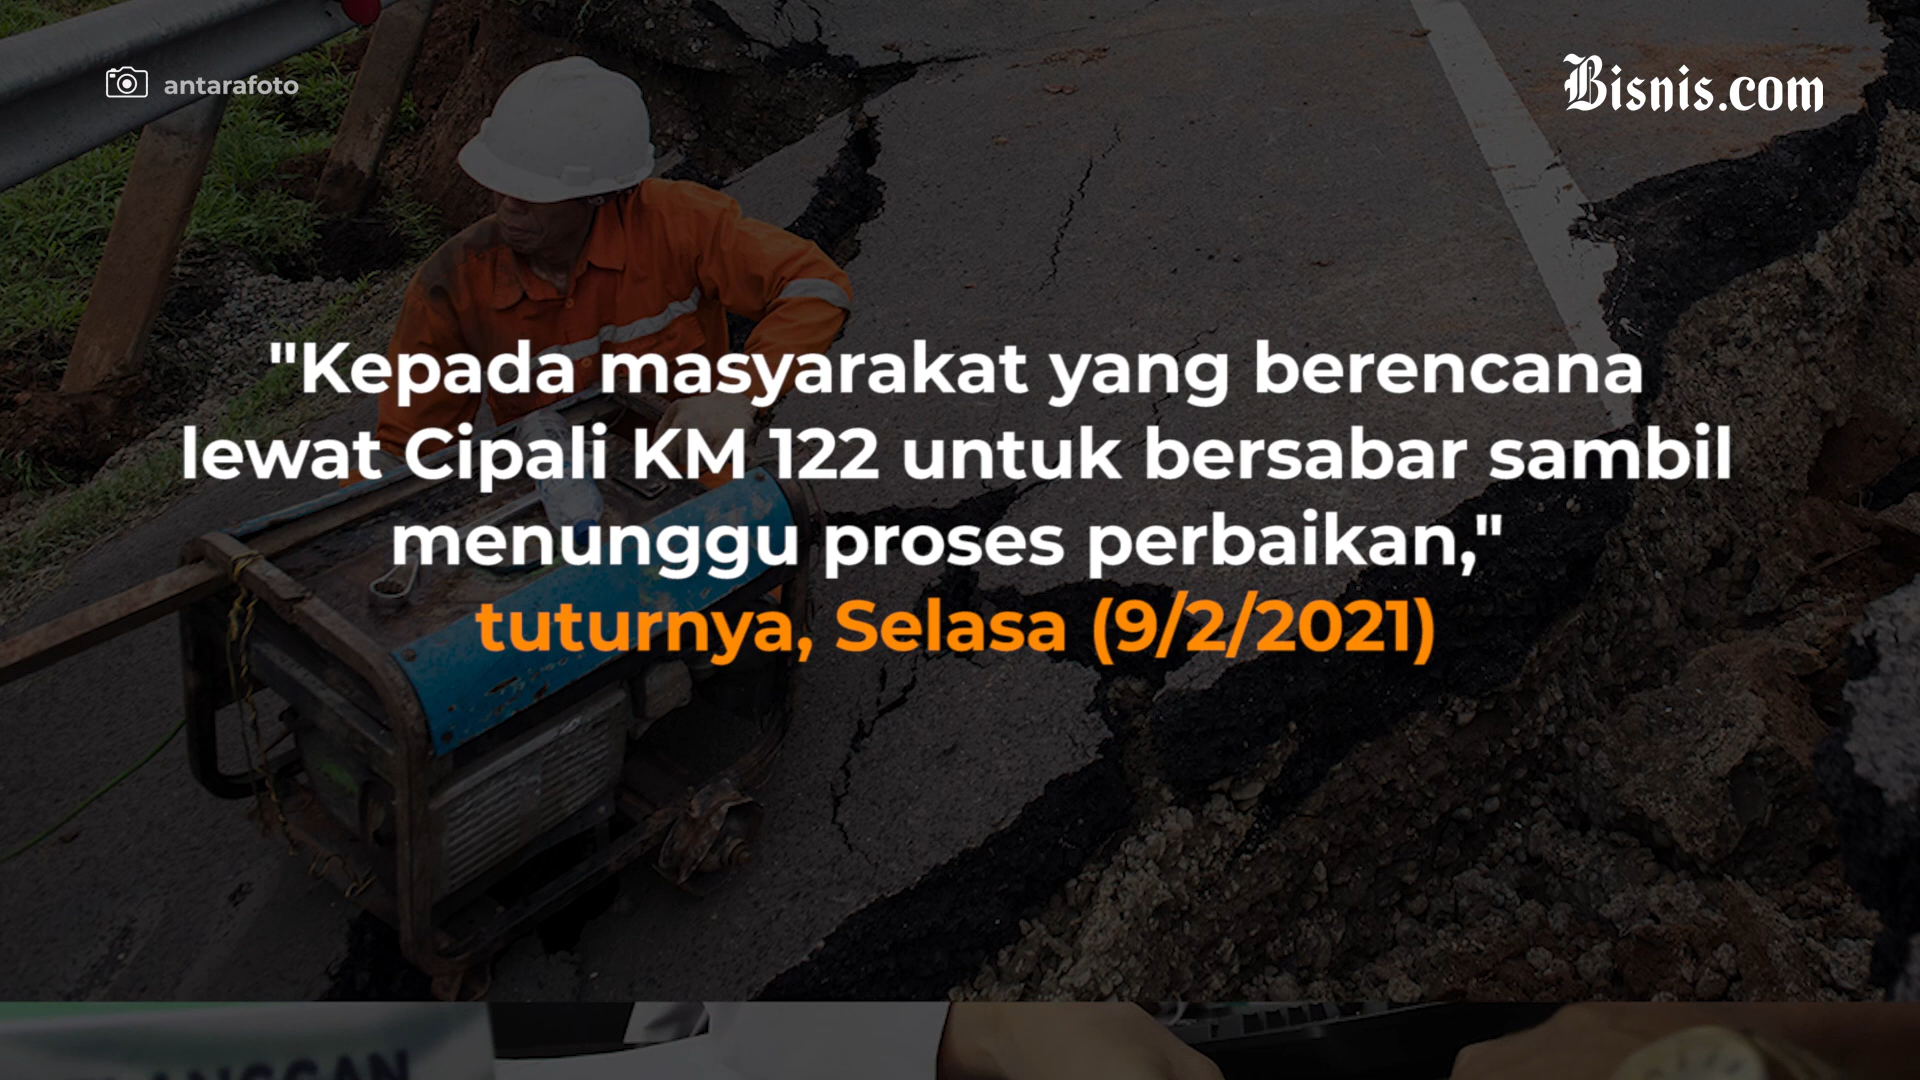 antarafoto
Bisnis.com
"Kepada masyarakat yang berencana
lewat Cipali KM 122 untuk bersabar sambil
menunggu proses perbaikan,"
tuturnya, Selasa (9/2/2021)